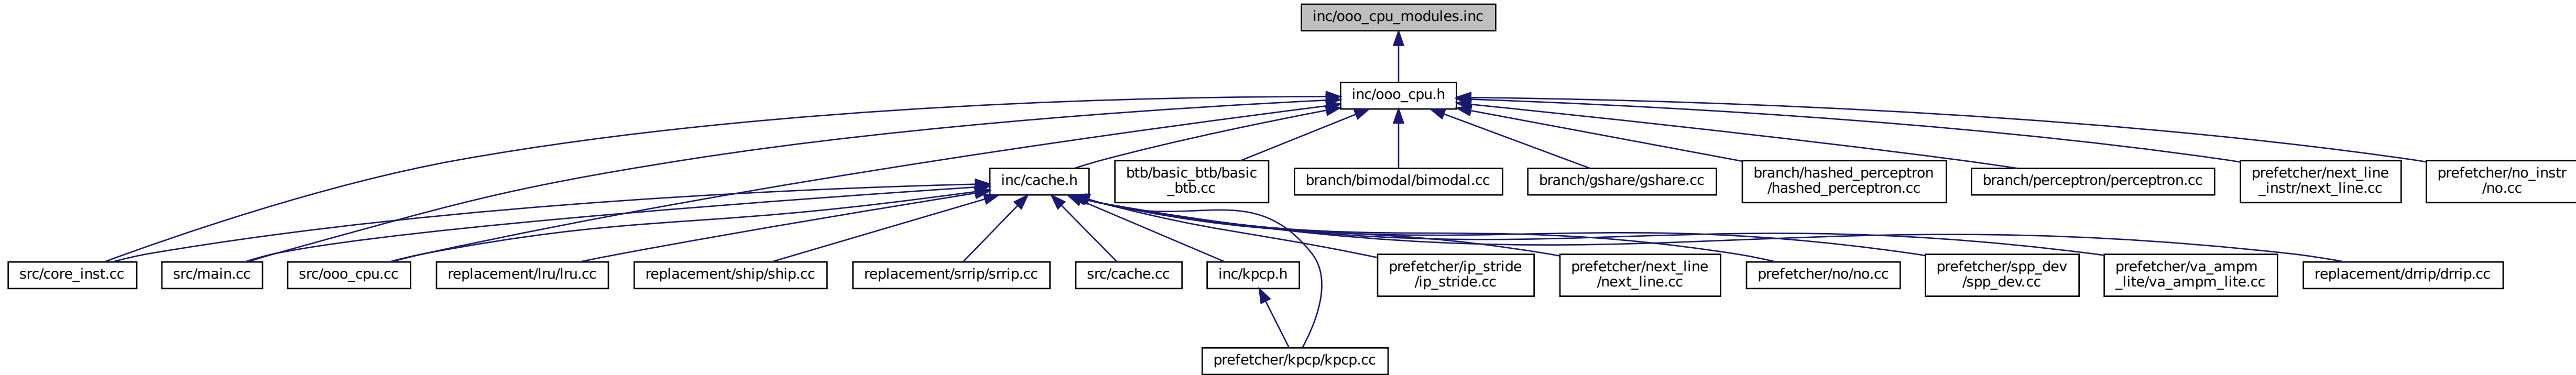 inc/ooo_cpu_modules.inc
inc/ooo_cpu.h
inc/cache.h
btb/basic_btb/basic
_btb.cc
branch/bimodal/bimodal.cc
branch/gshare/gshare.cc
branch/hashed_perceptron
/hashed_perceptron.cc
branch/perceptron/perceptron.cc
prefetcher/next_line
_instr/next_line.cc
prefetcher/no_instr
/no.cc
src/core_inst.cc
src/main.cc
src/ooo_cpu.cc
replacement/lru/lru.cc
replacement/ship/ship.cc
replacement/srrip/srrip.cc
src/cache.cc
inc/kpcp.h
prefetcher/ip_stride
/ip_stride.cc
prefetcher/next_line
/next_line.cc
prefetcher/no/no.cc
prefetcher/spp_dev
/spp_dev.cc
prefetcher/va_ampm
_lite/va_ampm_lite.cc
replacement/drrip/drrip.cc
prefetcher/kpcp/kpcp.cc